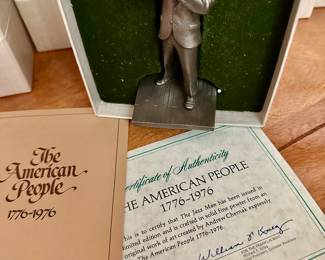 The
American
People
1776-1976
Certificate of Authenticity
THE AMERICAN PEOPLE
1776-1976
This is to certify that The Jazz Man has been issued in
limited edition and is crafted in solid fine pewter from an
original work of art created by Andrew Chernak expressly
The American People 1776-1976.
William